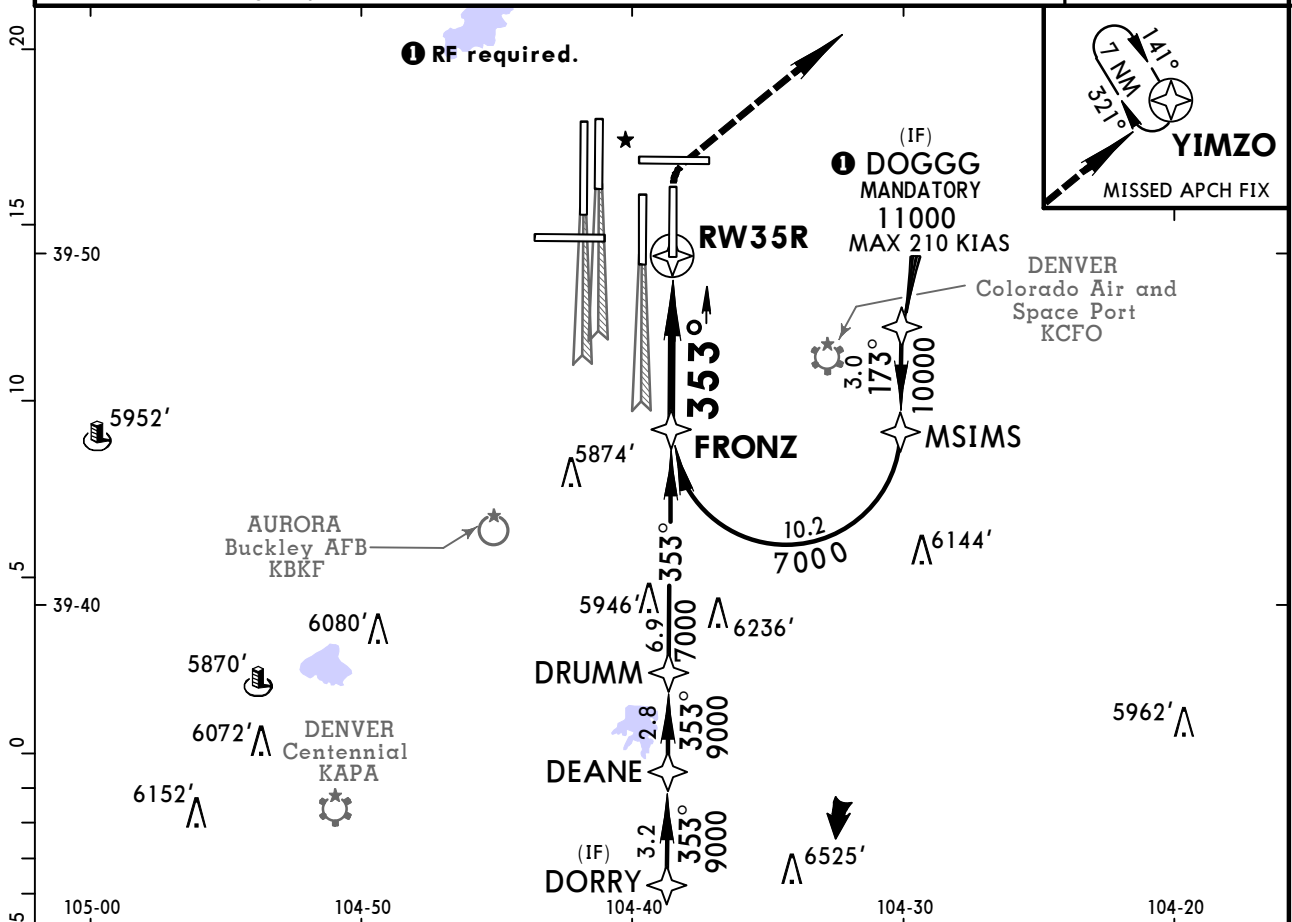 20
❶ RF required.
141°
7 NM
321°
YIMZO
MISSED APCH FIX
(IF)
❶ DOGGG
MANDATORY
11000
MAX 210 KIAS
15
39-50
RW35R
DENVER
Colorado Air and
Space Port
KCFO
353°
3.0
173°
10000
10
5952'
FRONZ
MSIMS
5874'
AURORA
Buckley AFB
KBKF
353°
10.2
7000
6144'
5
39-40
5946'
6236'
6080'
6.9
7000
5870'
DRUMM
6072'
DENVER
Centennial
KAPA
2.8
353°
9000
5962'
0
DEANE
6152'
3.2
353°
9000
(IF)
DORRY
6525'
5
105-00
104-50
104-40
104-30
104-20